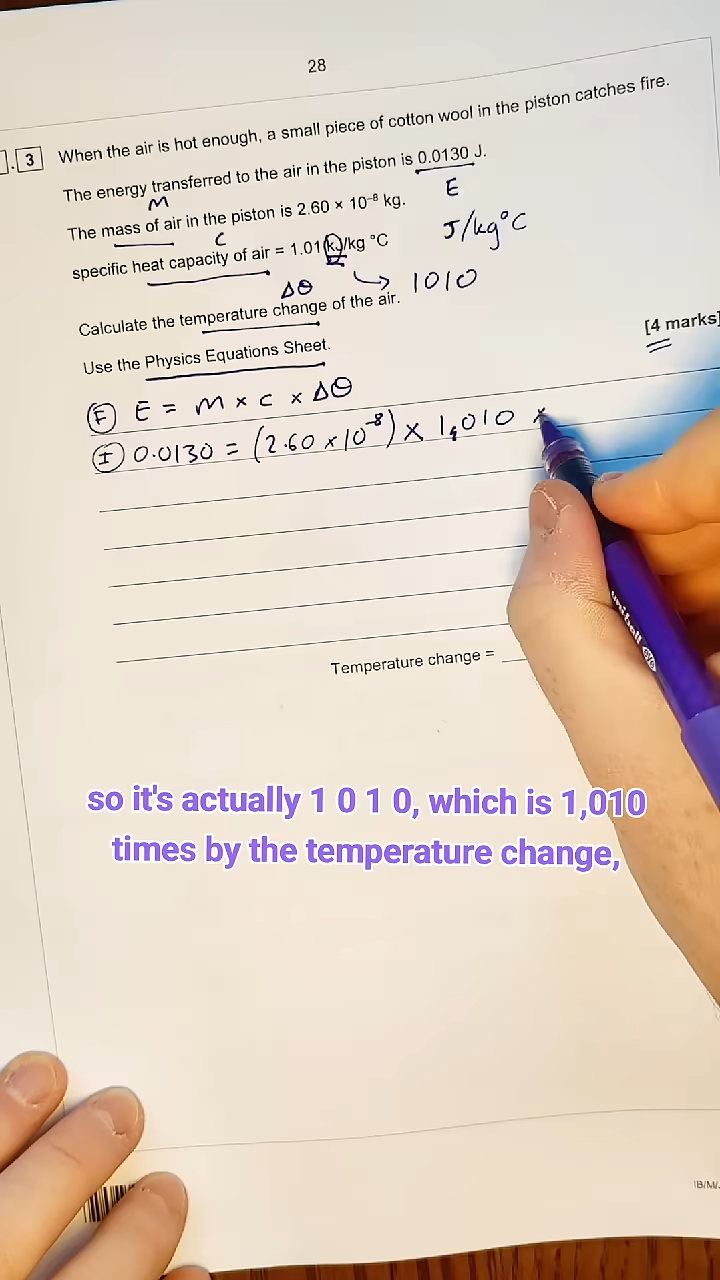 28
3 When the air is hot enough, a small piece of cotton wool in the piston catches fire.
The energy transferred to the air in the piston is 0.0130 J.
M
E
The mass of air in the piston is 2.60 × 10⁻⁸ kg.
C
J/kg°C
specific heat capacity of air = 1.01 kJ/kg °C
Δθ
→ 1010
Calculate the temperature change of the air.
[4 marks]
Use the Physics Equations Sheet.
F E = M × C × Δθ
I 0.0130 = (2.60 × 10⁻⁸) × 1,010 ×
Temperature change =
so it's actually 1 0 1 0, which is 1,010
times by the temperature change,
uniball
IB/M/